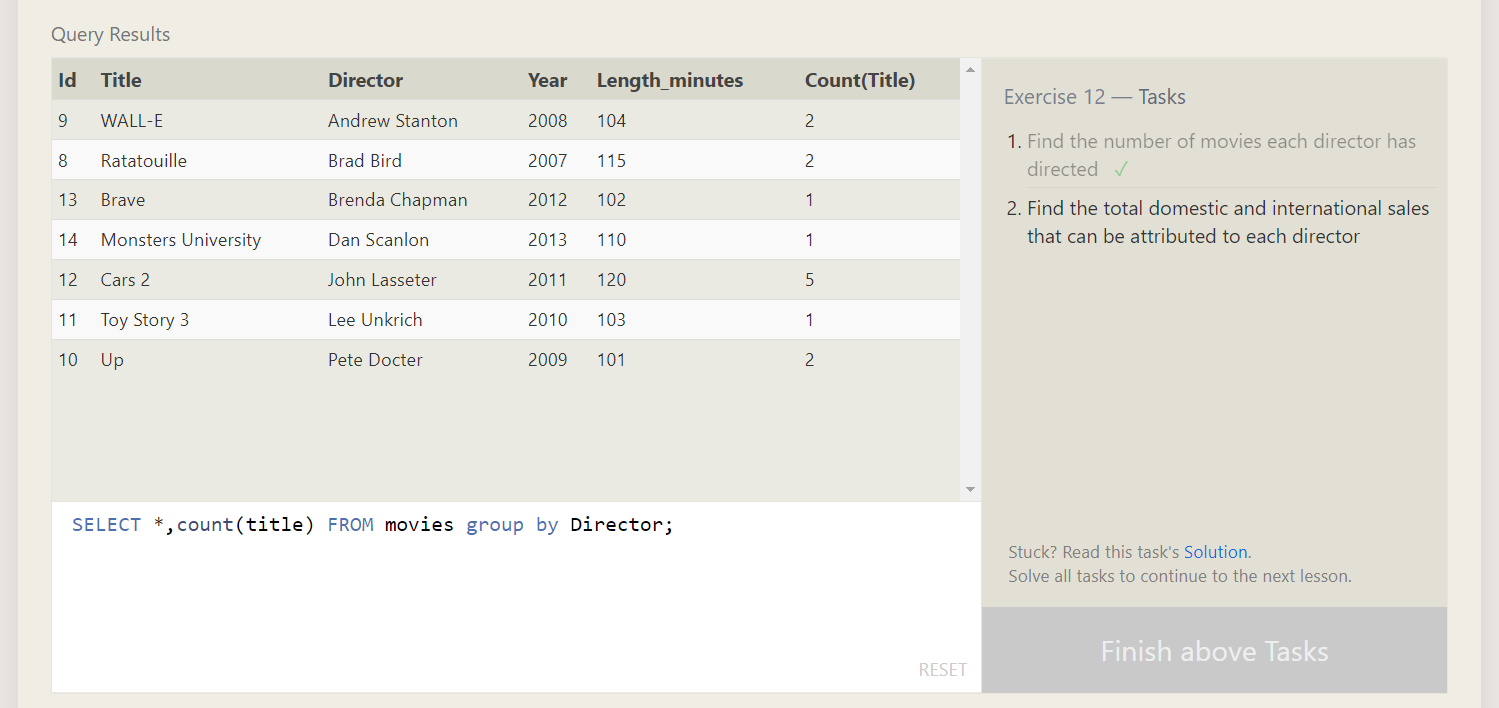 Query Results
Id Title Director Year Length_minutes Count(Title)
9 WALL-E Andrew Stanton 2008 104 2
8 Ratatouille Brad Bird 2007 115 2
13 Brave Brenda Chapman 2012 102 1
14 Monsters University Dan Scanlon 2013 110 1
12 Cars 2 John Lasseter 2011 120 5
11 Toy Story 3 Lee Unkrich 2010 103 1
10 Up Pete Docter 2009 101 2
SELECT *,count(title) FROM movies group by Director;
RESET
Exercise 12 — Tasks
1. Find the number of movies each director has
directed ✓
2. Find the total domestic and international sales
that can be attributed to each director
Stuck? Read this task's Solution.
Solve all tasks to continue to the next lesson.
Finish above Tasks